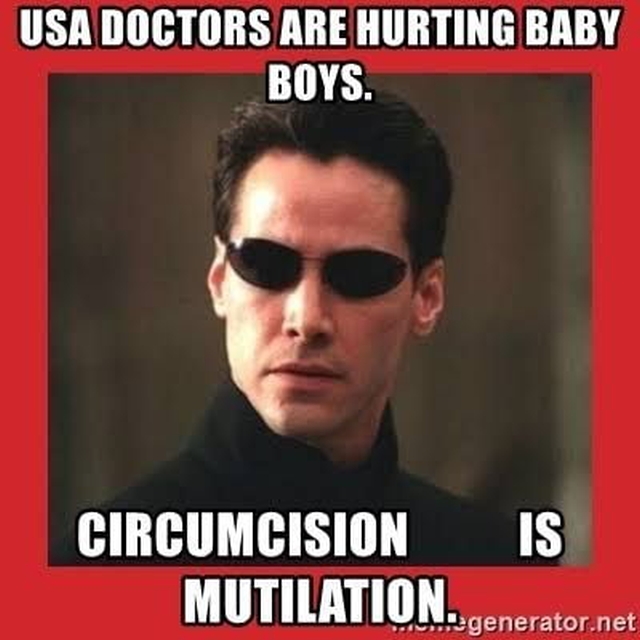 USA DOCTORS ARE HURTING BABY
BOYS.
CIRCUMCISION IS
MUTILATION.
egenerator.net